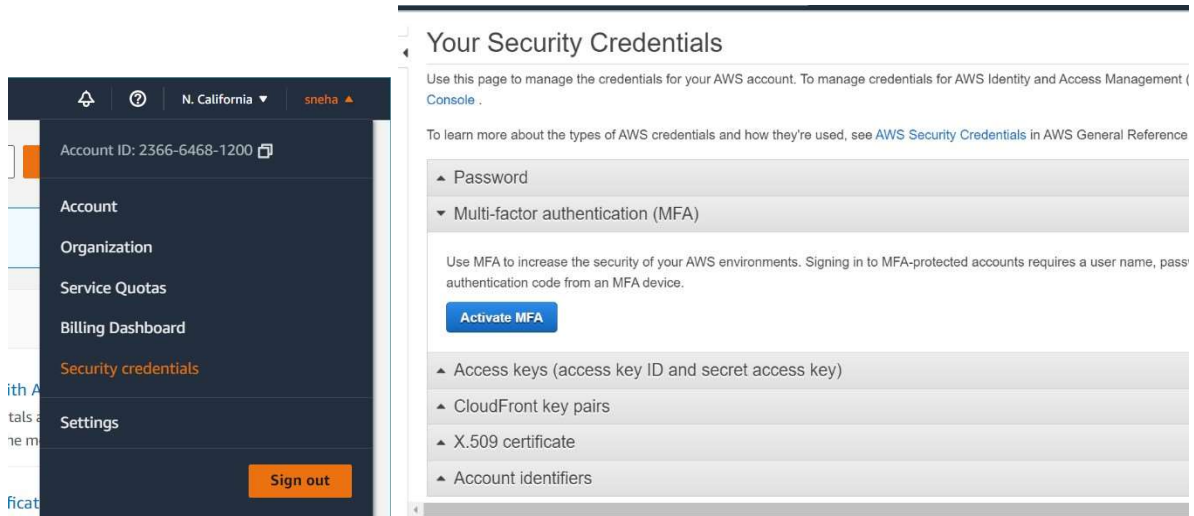 N. California ▼ sneha ▲
Account ID: 2366-6468-1200
Account
Organization
Service Quotas
Billing Dashboard
Security credentials
Settings
Sign out
ith A
tals a
ne m
ficat
Your Security Credentials
Use this page to manage the credentials for your AWS account. To manage credentials for AWS Identity and Access Management (
Console .
To learn more about the types of AWS credentials and how they're used, see AWS Security Credentials in AWS General Reference
Password
Multi-factor authentication (MFA)
Use MFA to increase the security of your AWS environments. Signing in to MFA-protected accounts requires a user name, pass
authentication code from an MFA device.
Activate MFA
Access keys (access key ID and secret access key)
CloudFront key pairs
X.509 certificate
Account identifiers